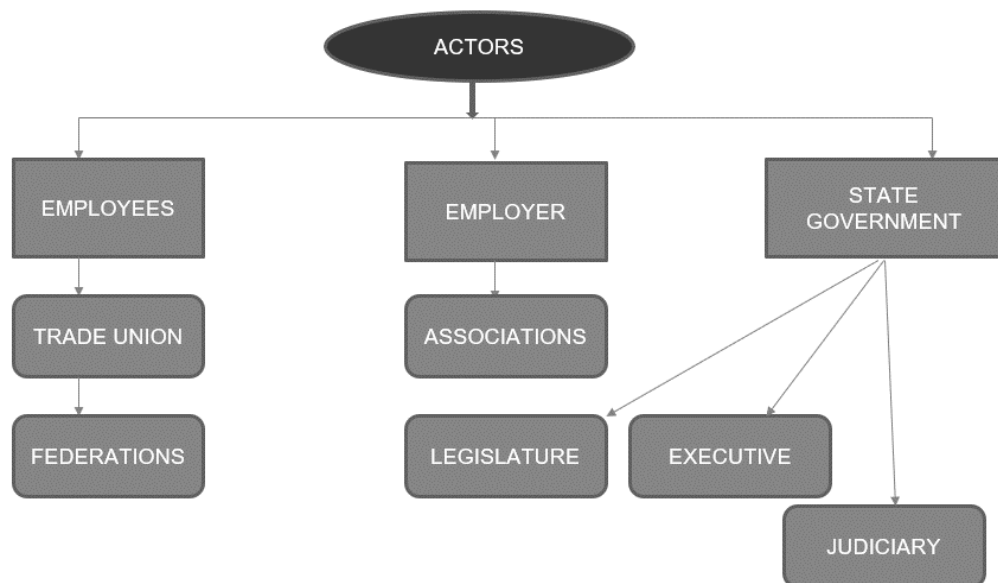 ACTORS
EMPLOYEES
EMPLOYER
STATE
GOVERNMENT
TRADE UNION
ASSOCIATIONS
FEDERATIONS
LEGISLATURE
EXECUTIVE
JUDICIARY